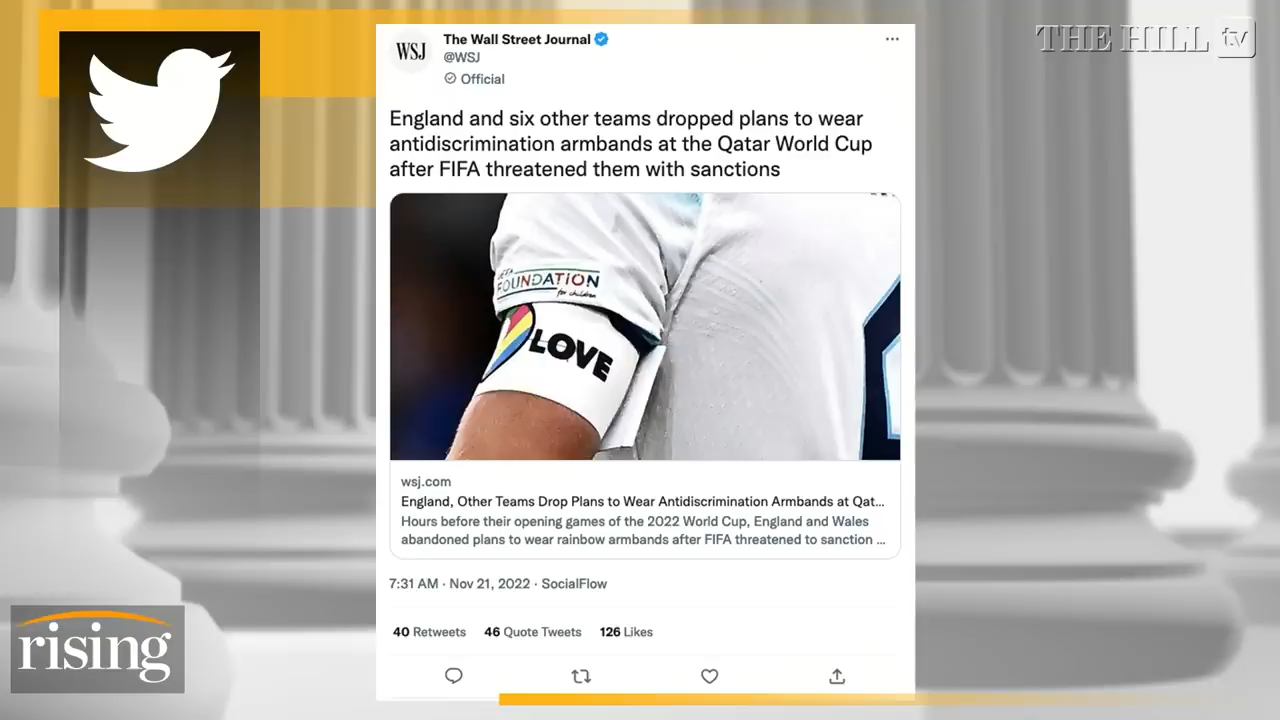 THE HILL tv
WSJ
The Wall Street Journal
@WSJ
Official
England and six other teams dropped plans to wear
antidiscrimination armbands at the Qatar World Cup
after FIFA threatened them with sanctions
FOUNDATION
for children
LOVE
wsj.com
England, Other Teams Drop Plans to Wear Antidiscrimination Armbands at Qat...
Hours before their opening games of the 2022 World Cup, England and Wales
abandoned plans to wear rainbow armbands after FIFA threatened to sanction ...
7:31 AM · Nov 21, 2022 · SocialFlow
40 Retweets 46 Quote Tweets 126 Likes
rising